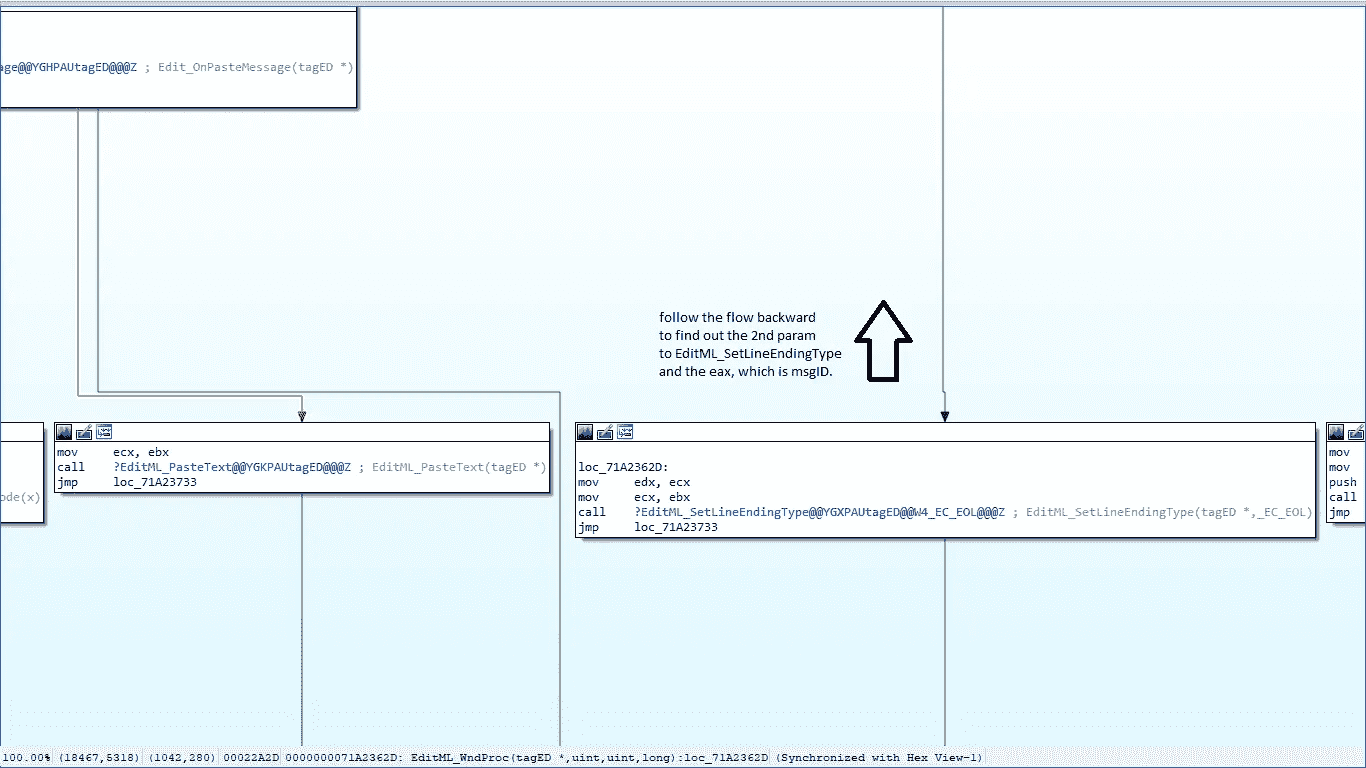 age@@YGHPAUtagED@@@Z ; Edit_OnPasteMessage(tagED *)
follow the flow backward
to find out the 2nd param
to EditML_SetLineEndingType
and the eax, which is msgID.
ode(x)
mov ecx, ebx
call ?EditML_PasteText@@YGKPAUtagED@@@Z ; EditML_PasteText(tagED *)
jmp loc_71A23733
loc_71A2362D:
mov edx, ecx
mov ecx, ebx
call ?EditML_SetLineEndingType@@YGXPAUtagED@@W4_EC_EOL@@@Z ; EditML_SetLineEndingType(tagED *,_EC_EOL)
jmp loc_71A23733
mov
mov
push
call
jmp
100.00% (18467,5318) (1042,280) 00022A2D 0000000071A2362D: EditML_WndProc(tagED *,uint,uint,long):loc_71A2362D (Synchronized with Hex View-1)